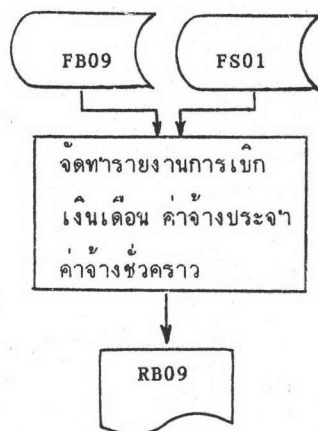 FB09
FS01
จัดทำรายงานการเบิก
เงินเดือน ค่าจ้างประจำ
ค่าจ้างชั่วคราว
RB09